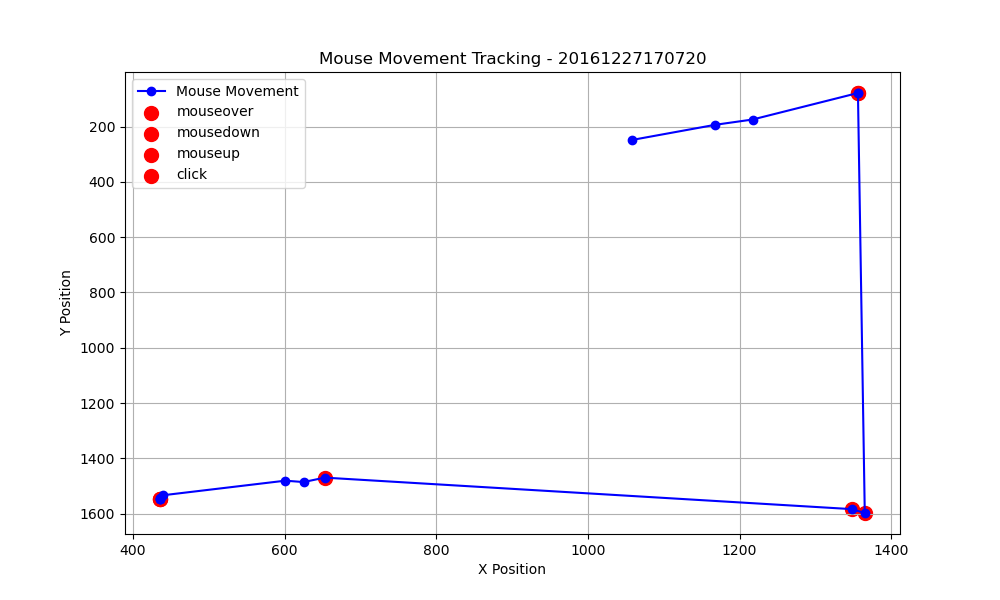 Mouse Movement Tracking - 20161227170720
Mouse Movement
mouseover
mousedown
mouseup
click
200
400
600
800
1000
1200
1400
1600
Y Position
400 600 800 1000 1200 1400
X Position